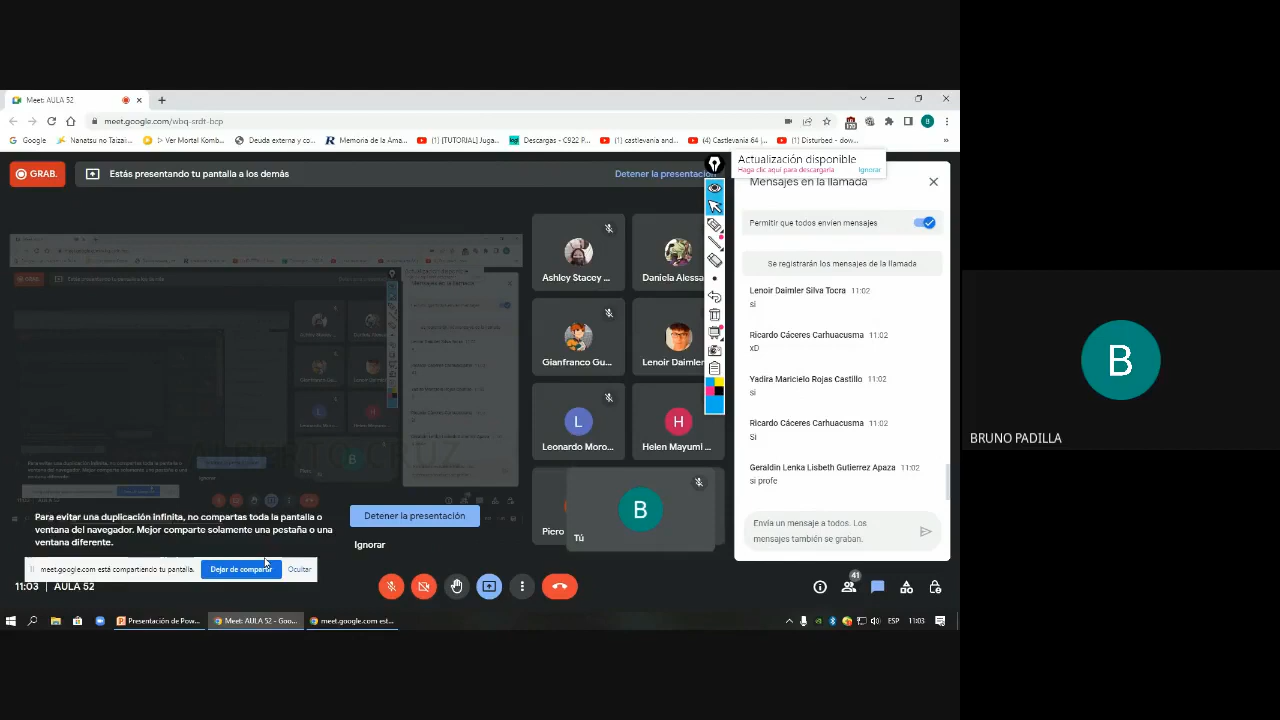 Meet: AULA 52
meet.google.com/wbq-srdt-bcp
Google
Nanatsu no Taizai...
▷ Ver Mortal Komb...
Deuda externa y co...
Memoria de la Ama...
[TUTORIAL] Juga...
Descargas - C922 P...
(1) castlevania and...
(4) Castlevania 64 |...
(1) Disturbed - dow...
»
170
B
GRAB.
Estás presentando tu pantalla a los demás
Detener la presentación
Actualización disponible
Haga clic aquí para descargarla
Ignorar
Mensajes en la llamada
Permitir que todos envíen mensajes
Se registrarán los mensajes de la llamada
Lenoir Daimler Silva Tocra 11:02
si
Ricardo Cáceres Carhuacusma 11:02
xD
Yadira Maricielo Rojas Castillo 11:02
si
Ricardo Cáceres Carhuacusma 11:02
Si
Geraldin Lenka Lisbeth Gutierrez Apaza 11:02
si profe
Envía un mensaje a todos. Los
mensajes también se graban.
Ashley Stacey ...
Daniela Alessa
Gianfranco Gu...
Lenoir Daimler
L
Leonardo Moro...
H
Helen Mayumi ...
Piero
B
Tú
Para evitar una duplicación infinita, no compartas toda la pantalla o
ventana del navegador. Mejor comparte solamente una pestaña o una
ventana diferente.
Detener la presentación
Ignorar
meet.google.com está compartiendo tu pantalla.
Dejar de compartir
Ocultar
11:03 | AULA 52
41
Presentación de Pow...
Meet: AULA 52 - Goo...
meet.google.com est...
ESP
11:03
B
BRUNO PADILLA